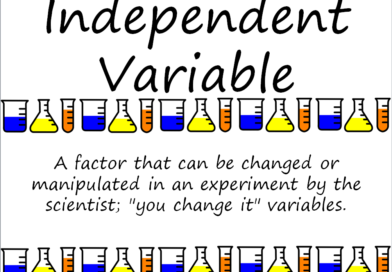 Independent
Variable
A factor that can be changed or
manipulated in an experiment by the
scientist; "you change it" variables.